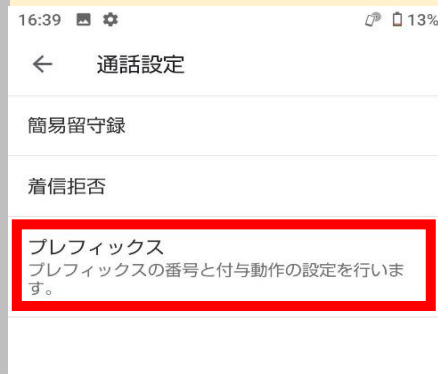 16:39 13%
← 通話設定
簡易留守録
着信拒否
プレフィックス
プレフィックスの番号と付与動作の設定を行いま
す。